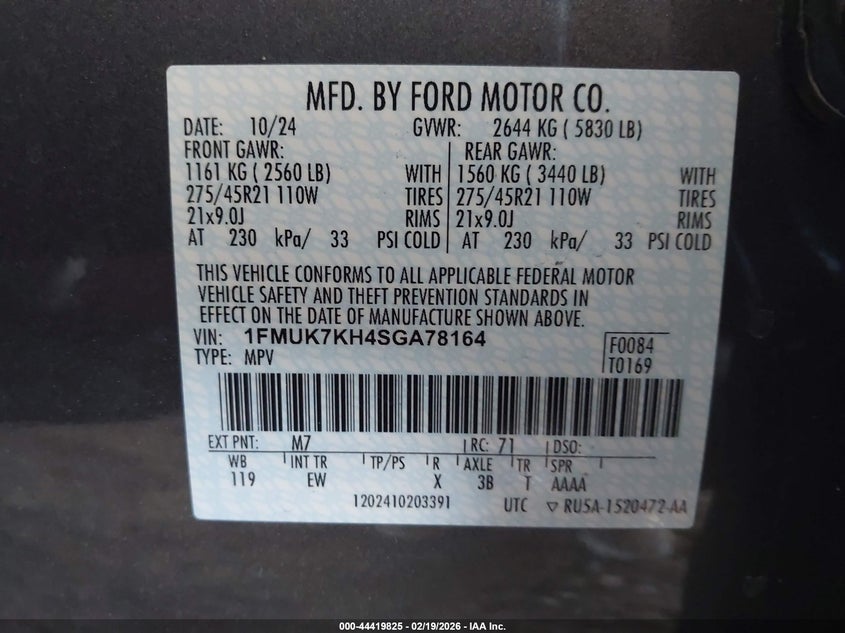 MFD. BY FORD MOTOR CO.
DATE: 10/24 GVWR: 2644 KG ( 5830 LB)
FRONT GAWR: REAR GAWR:
1161 KG ( 2560 LB) WITH 1560 KG ( 3440 LB) WITH
275/45R21 110W TIRES 275/45R21 110W TIRES
21x9.0J RIMS 21x9.0J RIMS
AT 230 kPa/ 33 PSI COLD AT 230 kPa/ 33 PSI COLD
THIS VEHICLE CONFORMS TO ALL APPLICABLE FEDERAL MOTOR
VEHICLE SAFETY AND THEFT PREVENTION STANDARDS IN
EFFECT ON THE DATE OF MANUFACTURE SHOWN ABOVE.
VIN: 1FMUK7KH4SGA78164 F0084
TYPE: MPV T0169
EXT PNT: M7 RC: 71 DSO:
WB INT TR TP/PS R AXLE TR SPR
119 EW X 3B T AAAA
1202410203391 UTC ▽ RU5A-1520472-AA
000-44419825 / 02/19/2026 - IAA Inc.